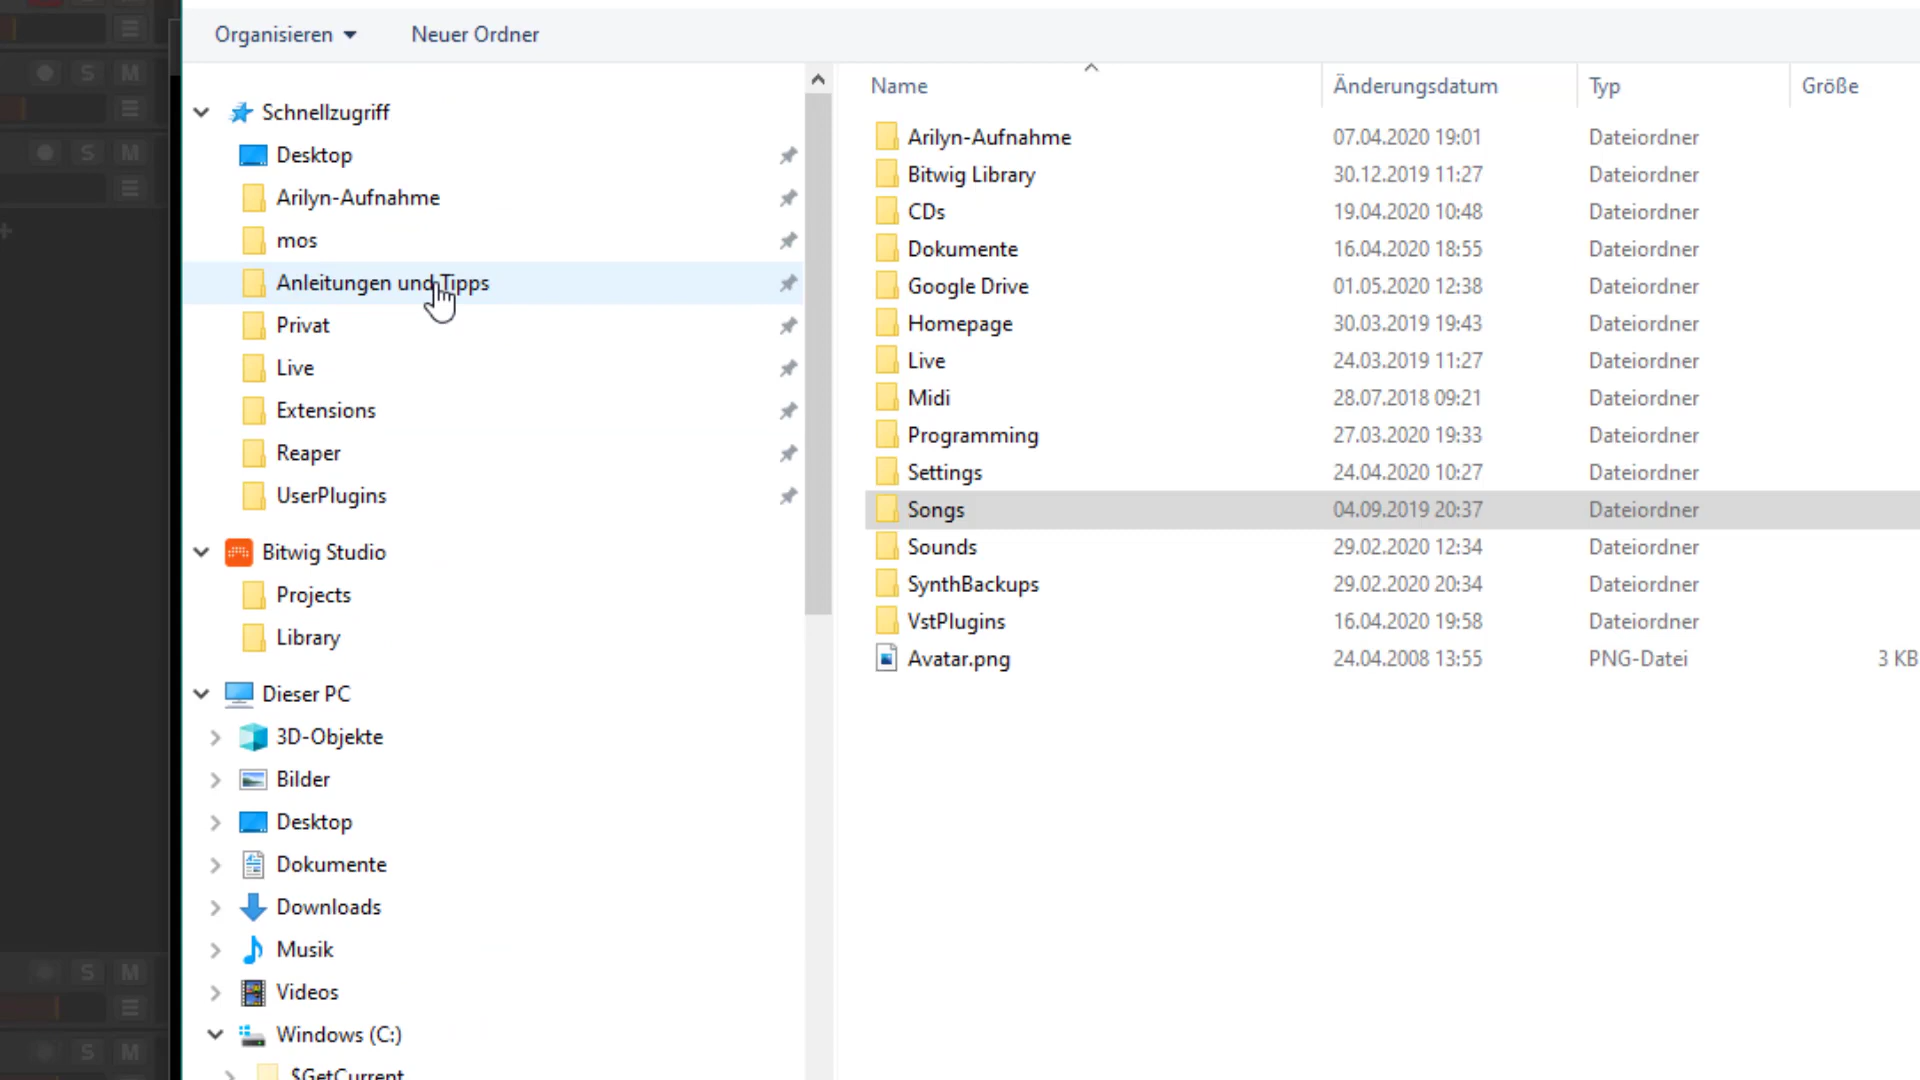 Organisieren Neuer Ordner
Schnellzugriff
Desktop
Arilyn-Aufnahme
mos
Anleitungen und Tipps
Privat
Live
Extensions
Reaper
UserPlugins
Bitwig Studio
Projects
Library
Dieser PC
3D-Objekte
Bilder
Desktop
Dokumente
Downloads
Musik
Videos
Windows (C:)
$GetCurrent
Name Änderungsdatum Typ Größe
Arilyn-Aufnahme 07.04.2020 19:01 Dateiordner
Bitwig Library 30.12.2019 11:27 Dateiordner
CDs 19.04.2020 10:48 Dateiordner
Dokumente 16.04.2020 18:55 Dateiordner
Google Drive 01.05.2020 12:38 Dateiordner
Homepage 30.03.2019 19:43 Dateiordner
Live 24.03.2019 11:27 Dateiordner
Midi 28.07.2018 09:21 Dateiordner
Programming 27.03.2020 19:33 Dateiordner
Settings 24.04.2020 10:27 Dateiordner
Songs 04.09.2019 20:37 Dateiordner
Sounds 29.02.2020 12:34 Dateiordner
SynthBackups 29.02.2020 20:34 Dateiordner
VstPlugins 16.04.2020 19:58 Dateiordner
Avatar.png 24.04.2008 13:55 PNG-Datei 3 KB
S M
S M
S M
S M